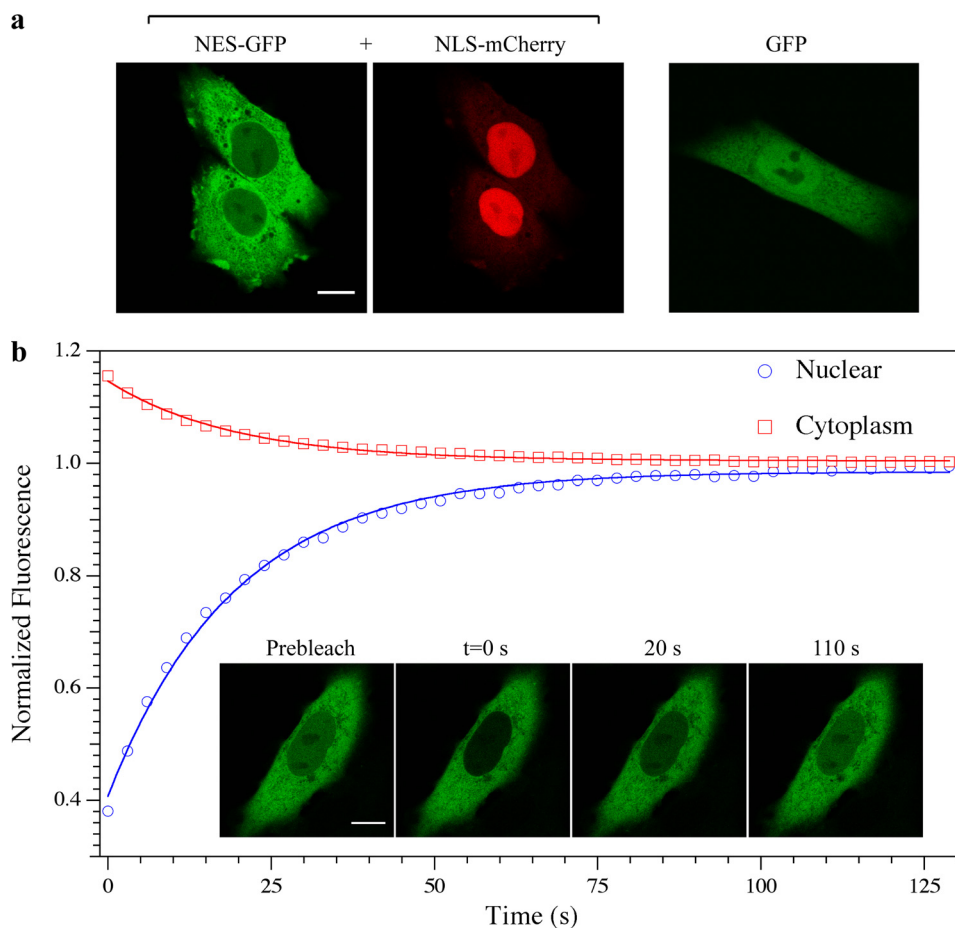 a
NES-GFP + NLS-mCherry GFP
b
1.2
1.0
0.8
0.6
0.4
Normalized Fluorescence
Nuclear
Cytoplasm
Prebleach t=0 s 20 s 110 s
0 25 50 75 100 125
Time (s)